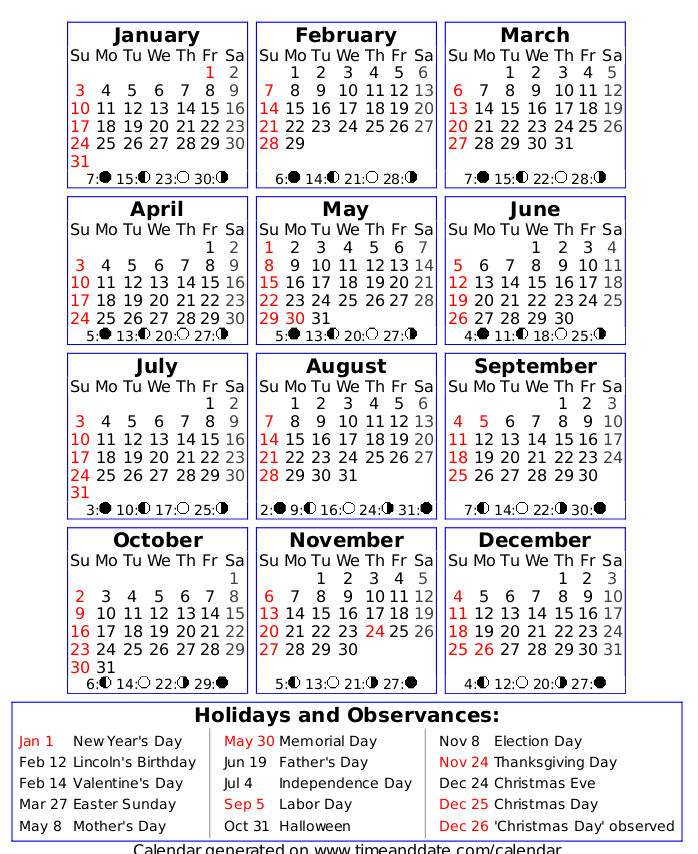 January
Su Mo Tu We Th Fr Sa
1 2
3 4 5 6 7 8 9
10 11 12 13 14 15 16
17 18 19 20 21 22 23
24 25 26 27 28 29 30
31
7:● 15:◐ 23:○ 30:◑
February
Su Mo Tu We Th Fr Sa
1 2 3 4 5 6
7 8 9 10 11 12 13
14 15 16 17 18 19 20
21 22 23 24 25 26 27
28 29
6:● 14:◐ 21:○ 28:◑
March
Su Mo Tu We Th Fr Sa
1 2 3 4 5
6 7 8 9 10 11 12
13 14 15 16 17 18 19
20 21 22 23 24 25 26
27 28 29 30 31
7:● 15:◐ 22:○ 28:◑
April
Su Mo Tu We Th Fr Sa
1 2
3 4 5 6 7 8 9
10 11 12 13 14 15 16
17 18 19 20 21 22 23
24 25 26 27 28 29 30
5:● 13:◐ 20:○ 27:◑
May
Su Mo Tu We Th Fr Sa
1 2 3 4 5 6 7
8 9 10 11 12 13 14
15 16 17 18 19 20 21
22 23 24 25 26 27 28
29 30 31
5:● 13:◐ 20:○ 27:◑
June
Su Mo Tu We Th Fr Sa
1 2 3 4
5 6 7 8 9 10 11
12 13 14 15 16 17 18
19 20 21 22 23 24 25
26 27 28 29 30
4:● 11:◐ 18:○ 25:◑
July
Su Mo Tu We Th Fr Sa
1 2
3 4 5 6 7 8 9
10 11 12 13 14 15 16
17 18 19 20 21 22 23
24 25 26 27 28 29 30
31
3:● 10:◐ 17:○ 25:◑
August
Su Mo Tu We Th Fr Sa
1 2 3 4 5 6
7 8 9 10 11 12 13
14 15 16 17 18 19 20
21 22 23 24 25 26 27
28 29 30 31
2:● 9:◐ 16:○ 24:◑ 31:●
September
Su Mo Tu We Th Fr Sa
1 2 3
4 5 6 7 8 9 10
11 12 13 14 15 16 17
18 19 20 21 22 23 24
25 26 27 28 29 30
7:◐ 14:○ 22:◑ 30:●
October
Su Mo Tu We Th Fr Sa
1
2 3 4 5 6 7 8
9 10 11 12 13 14 15
16 17 18 19 20 21 22
23 24 25 26 27 28 29
30 31
6:◐ 14:○ 22:◑ 29:●
November
Su Mo Tu We Th Fr Sa
1 2 3 4 5
6 7 8 9 10 11 12
13 14 15 16 17 18 19
20 21 22 23 24 25 26
27 28 29 30
5:◐ 13:○ 21:◑ 27:●
December
Su Mo Tu We Th Fr Sa
1 2 3
4 5 6 7 8 9 10
11 12 13 14 15 16 17
18 19 20 21 22 23 24
25 26 27 28 29 30 31
4:◐ 12:○ 20:◑ 27:●
Holidays and Observances:
Jan 1 New Year's Day
Feb 12 Lincoln's Birthday
Feb 14 Valentine's Day
Mar 27 Easter Sunday
May 8 Mother's Day
May 30 Memorial Day
Jun 19 Father's Day
Jul 4 Independence Day
Sep 5 Labor Day
Oct 31 Halloween
Nov 8 Election Day
Nov 24 Thanksgiving Day
Dec 24 Christmas Eve
Dec 25 Christmas Day
Dec 26 'Christmas Day' observed
Calendar generated on www.timeanddate.com/calendar